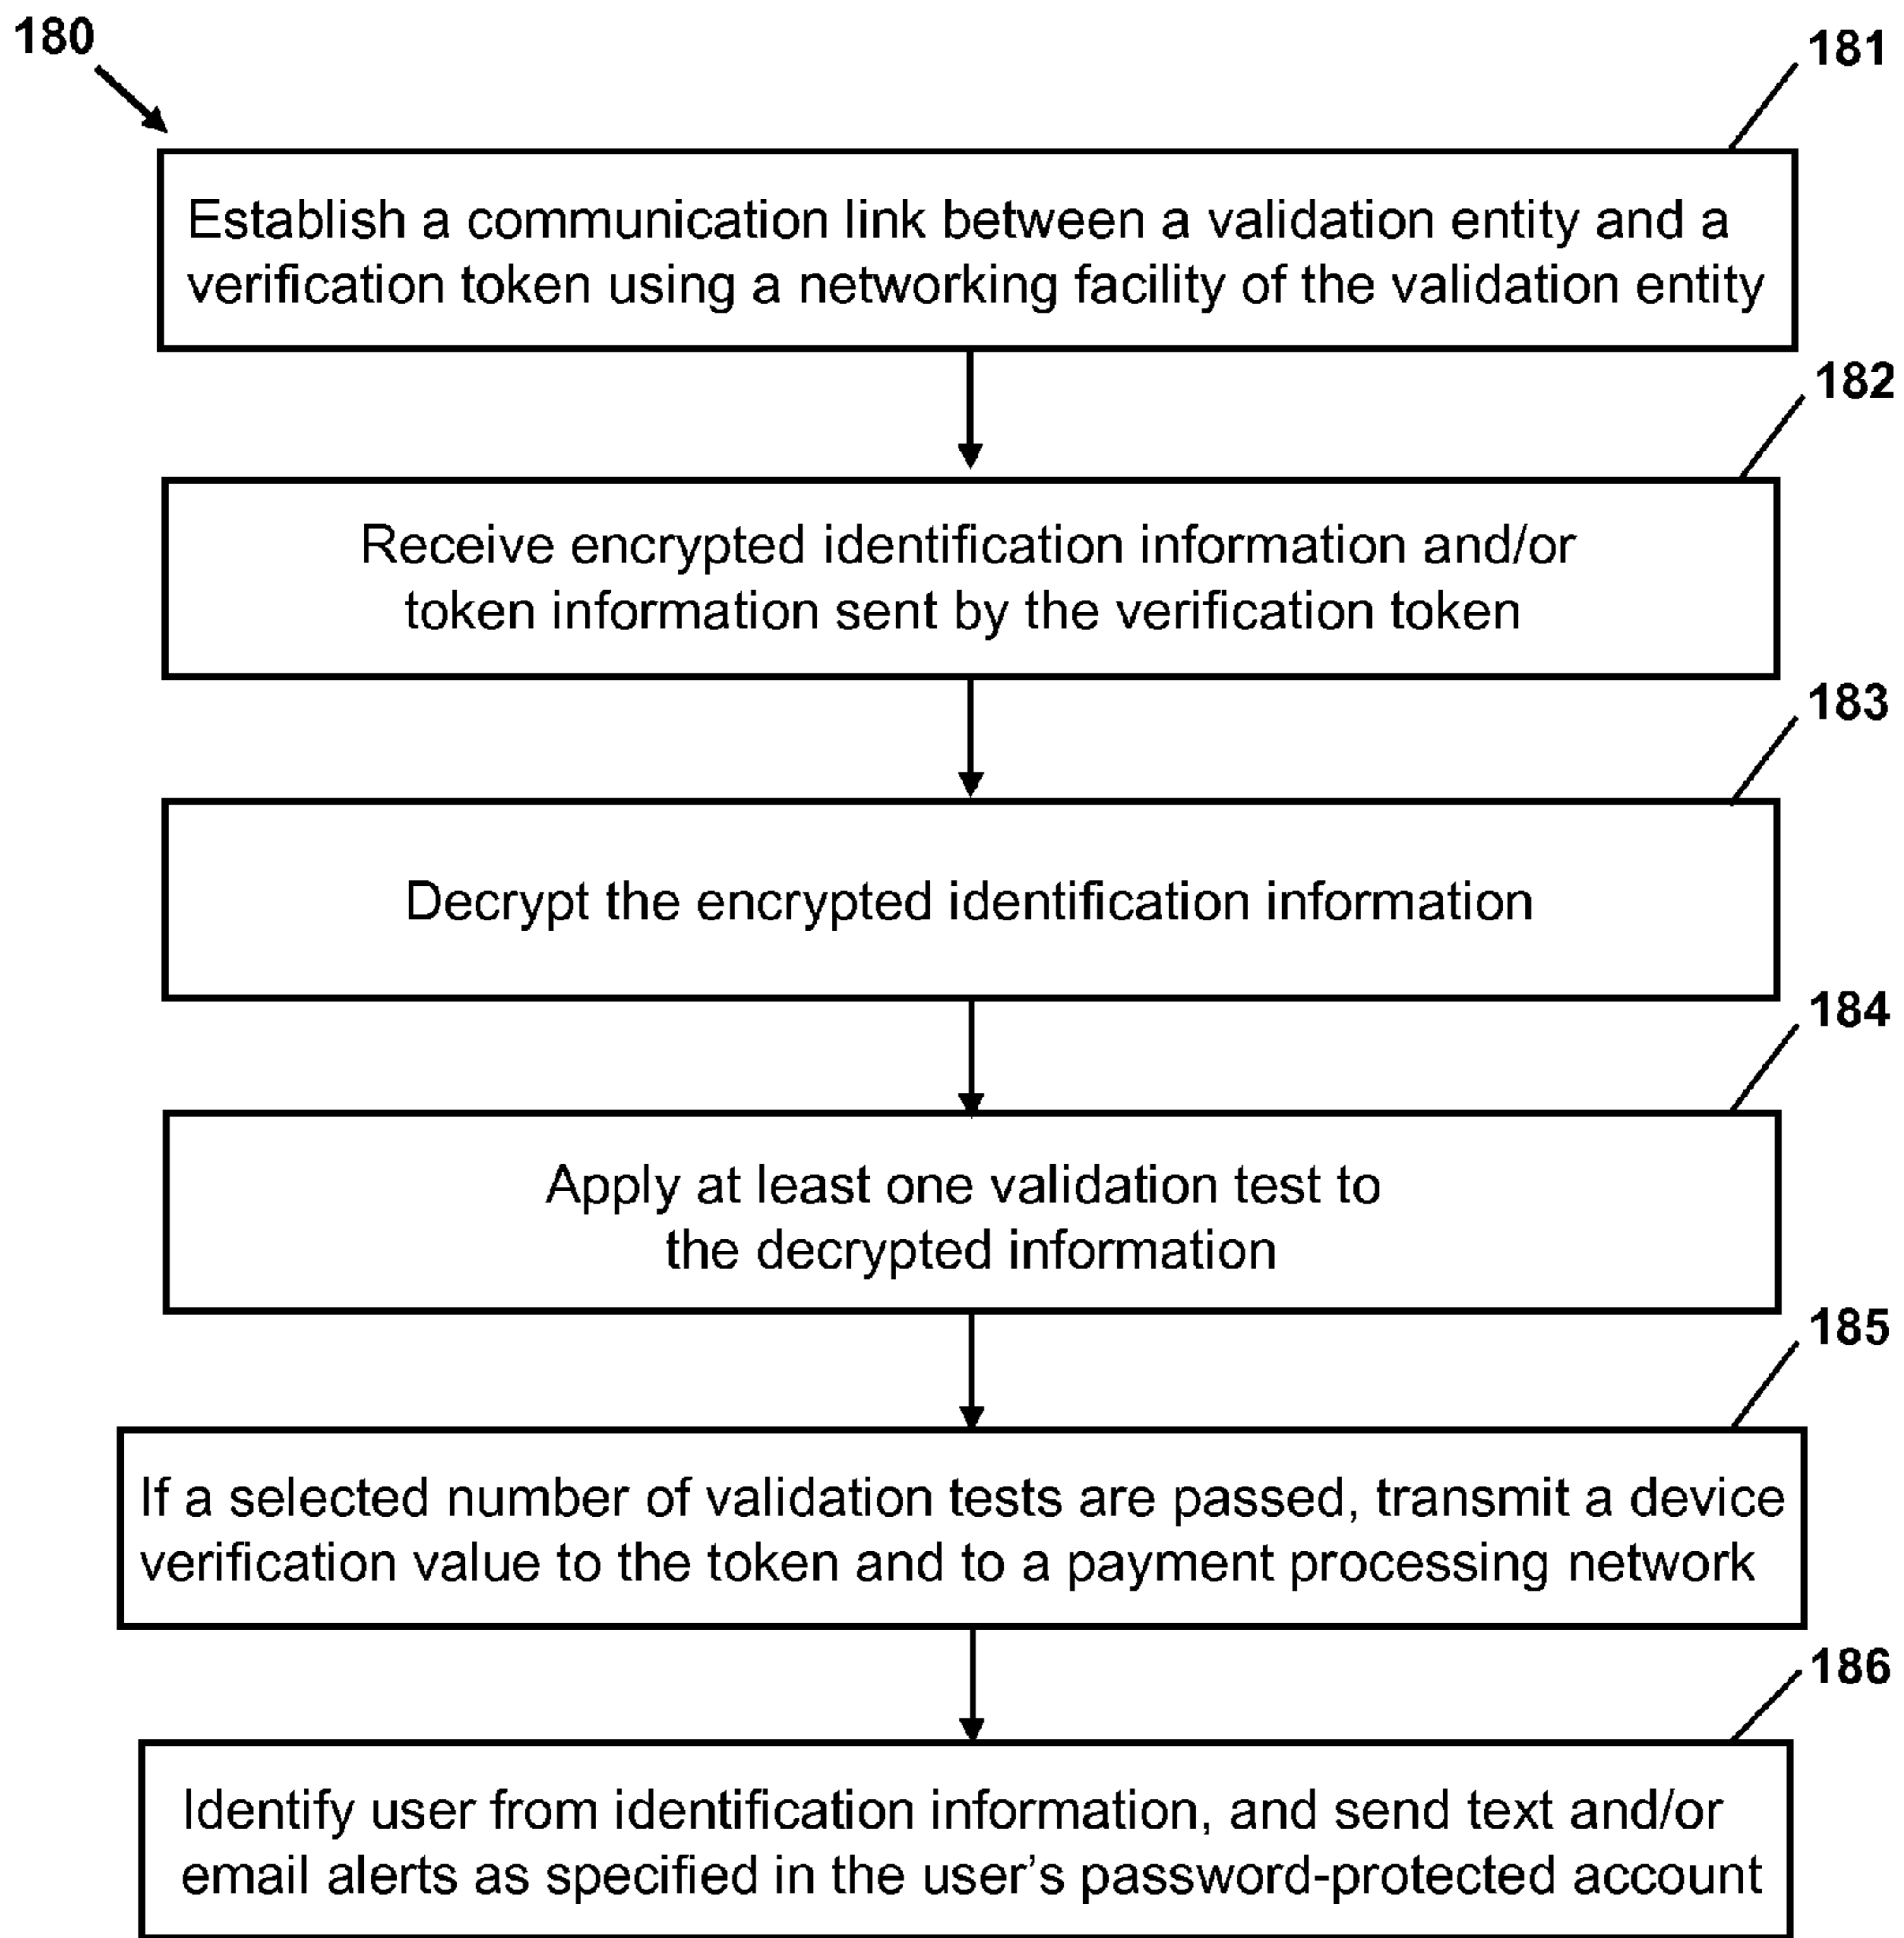 180
181
Establish a communication link between a validation entity and a
verification token using a networking facility of the validation entity
182
Receive encrypted identification information and/or
token information sent by the verification token
183
Decrypt the encrypted identification information
184
Apply at least one validation test to
the decrypted information
185
If a selected number of validation tests are passed, transmit a device
verification value to the token and to a payment processing network
186
Identify user from identification information, and send text and/or
email alerts as specified in the user’s password-protected account